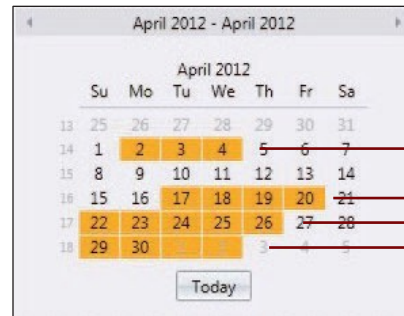 April 2012 - April 2012
April 2012
Su Mo Tu We Th Fr Sa
13 25 26 27 28 29 30 31
14 1 2 3 4 5 6 7
15 8 9 10 11 12 13 14
16 15 16 17 18 19 20 21
17 22 23 24 25 26 27 28
18 29 30 1 2 3 4 5
Today